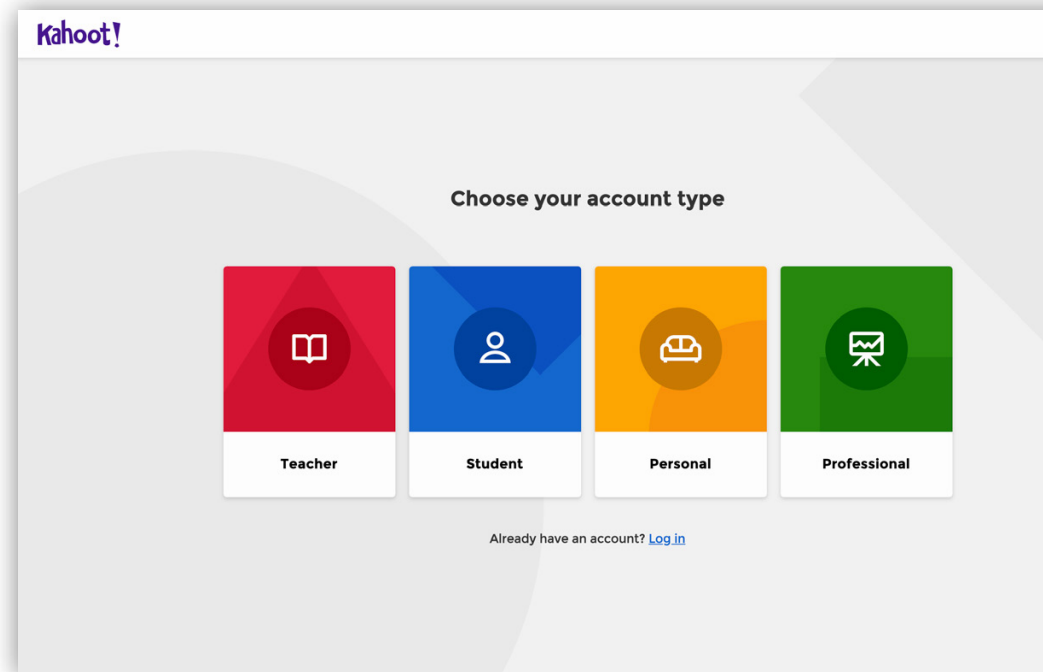 Kahoot!
Choose your account type
Teacher
Student
Personal
Professional
Already have an account? Log in